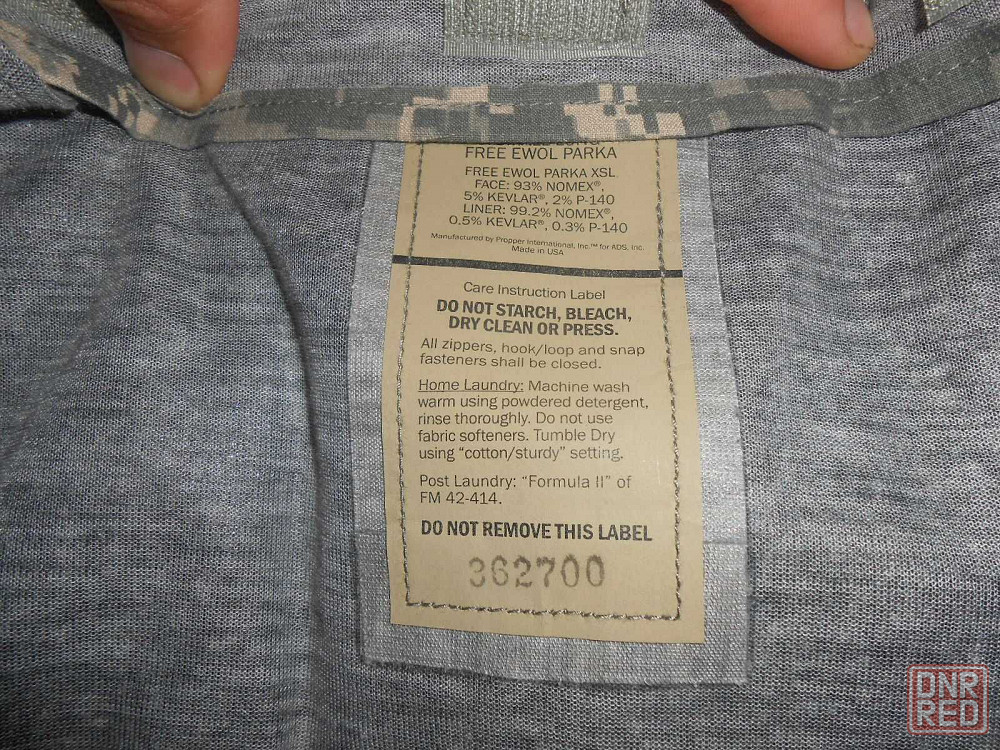 FREE EWOL PARKA
FREE EWOL PARKA XSL
FACE: 93% NOMEX®,
5% KEVLAR®, 2% P-140
LINER: 99.2% NOMEX®,
0.5% KEVLAR®, 0.3% P-140
Manufactured by Propper International, Inc.™ for ADS, Inc.
Made in USA
Care Instruction Label
DO NOT STARCH, BLEACH,
DRY CLEAN OR PRESS.
All zippers, hook/loop and snap
fasteners shall be closed.
Home Laundry: Machine wash
warm using powdered detergent,
rinse thoroughly. Do not use
fabric softeners. Tumble Dry
using "cotton/sturdy" setting.
Post Laundry: "Formula II" of
FM 42-414.
DO NOT REMOVE THIS LABEL
362700
DNR
RED